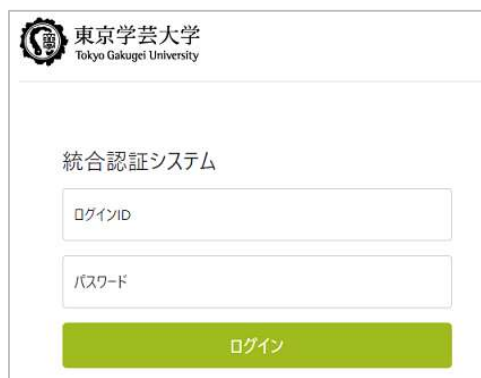 東京学芸大学
Tokyo Gakugei University
統合認証システム
ログインID
パスワード
ログイン